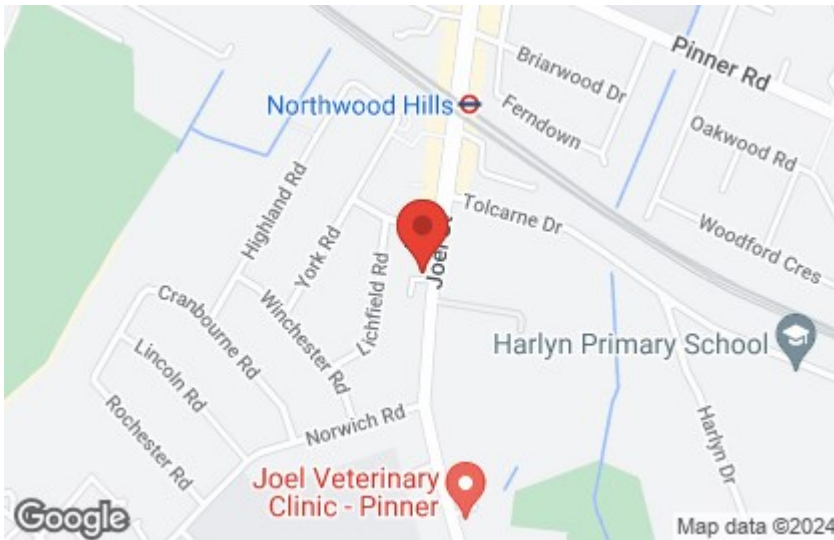 Pinner Rd
Briarwood Dr
Northwood Hills
Ferndown
Oakwood Rd
Highland Rd
Tolcarne Dr
York Rd
Joel
Woodford Cres
Lichfield Rd
Cranbourne Rd
Winchester Rd
Lincoln Rd
Harlyn Primary School
Rochester Rd
Norwich Rd
Harlyn Dr
Joel Veterinary
Clinic - Pinner
Google
Map data ©2024